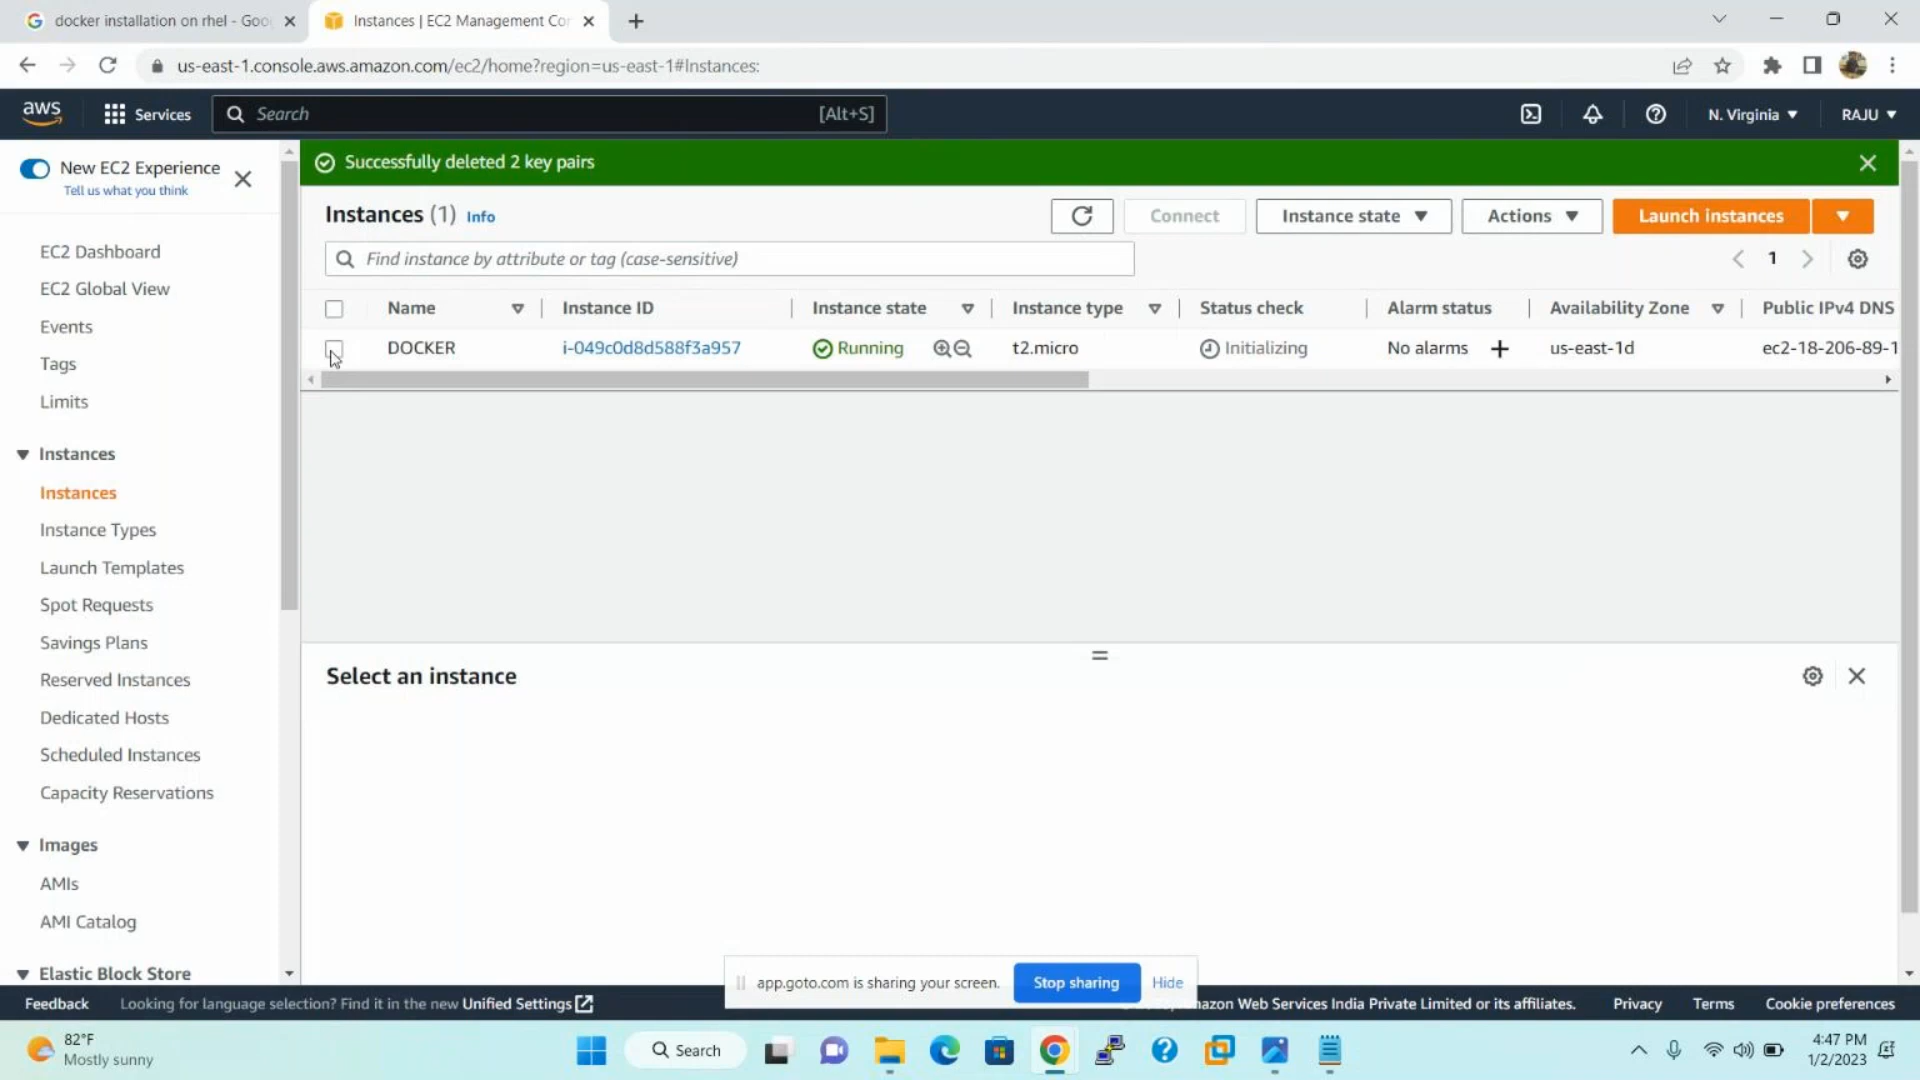 docker installation on rhel - Goo
Instances | EC2 Management Con
us-east-1.console.aws.amazon.com/ec2/home?region=us-east-1#Instances:
aws
Services
Search
[Alt+S]
N. Virginia
RAJU
New EC2 Experience
Tell us what you think
EC2 Dashboard
EC2 Global View
Events
Tags
Limits
Instances
Instances
Instance Types
Launch Templates
Spot Requests
Savings Plans
Reserved Instances
Dedicated Hosts
Scheduled Instances
Capacity Reservations
Images
AMIs
AMI Catalog
Elastic Block Store
Successfully deleted 2 key pairs
Instances (1) Info
Connect
Instance state
Actions
Launch instances
Find instance by attribute or tag (case-sensitive)
1
Name Instance ID Instance state Instance type Status check Alarm status Availability Zone Public IPv4 DNS
DOCKER i-049c0d8d588f3a957 Running t2.micro Initializing No alarms + us-east-1d ec2-18-206-89-1
Select an instance
app.goto.com is sharing your screen.
Stop sharing
Hide
Feedback
Looking for language selection? Find it in the new Unified Settings
Web Services India Private Limited or its affiliates.
Privacy
Terms
Cookie preferences
82°F
Mostly sunny
Search
4:47 PM
1/2/2023